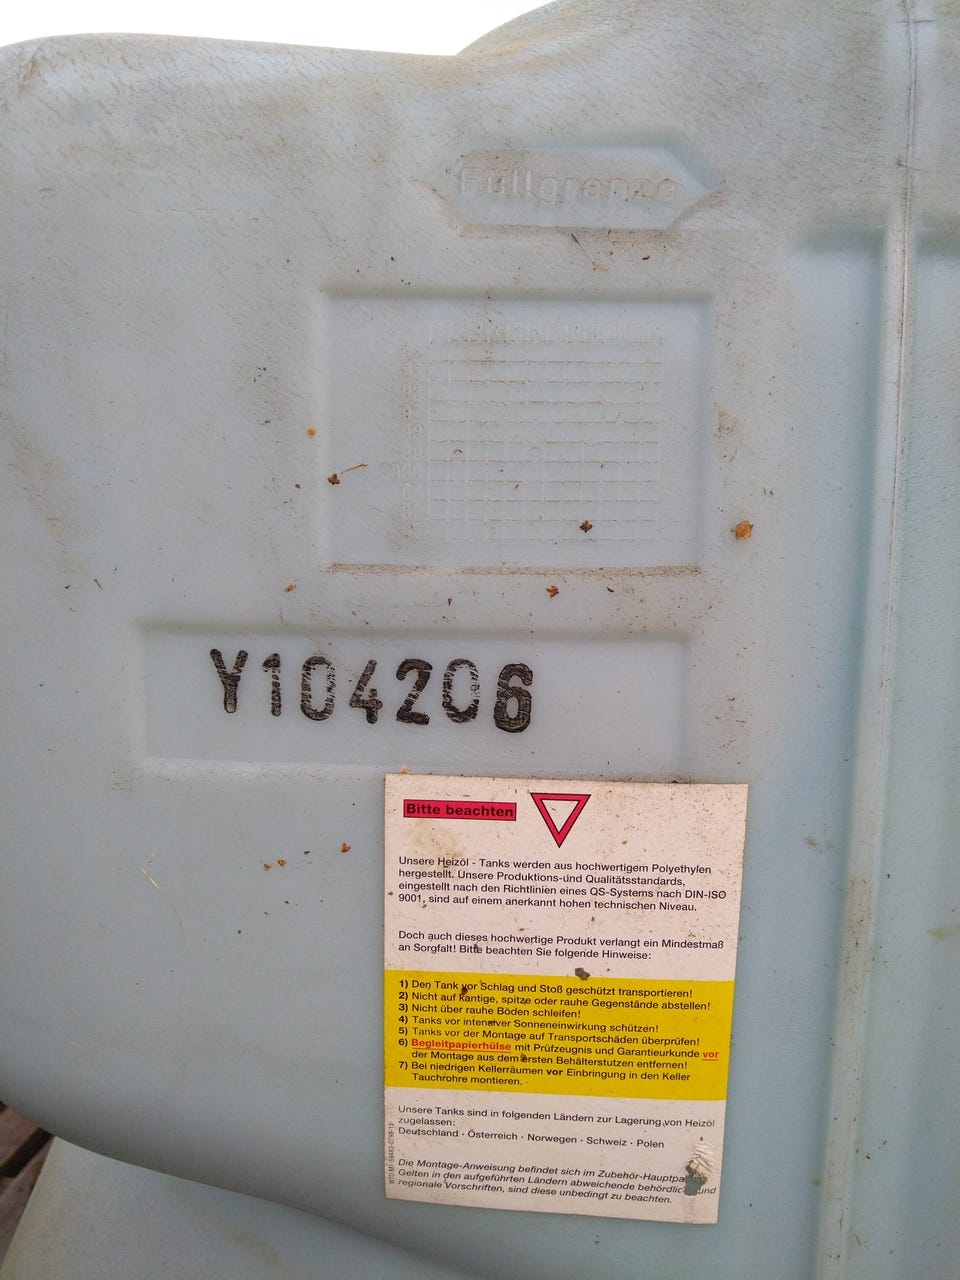 Füllgrenze
Y104206
Bitte beachten
Unsere Heizöl - Tanks werden aus hochwertigem Polyethylen
hergestellt. Unsere Produktions-und Qualitätsstandards,
eingestellt nach den Richtlinien eines QS-Systems nach DIN-ISO
9001, sind auf einem anerkannt hohen technischen Niveau.
Doch auch dieses hochwertige Produkt verlangt ein Mindestmaß
an Sorgfalt! Bitte beachten Sie folgende Hinweise:
1) Den Tank vor Schlag und Stoß geschützt transportieren!
2) Nicht auf kantige, spitze oder rauhe Gegenstände abstellen!
3) Nicht über rauhe Böden schleifen!
4) Tanks vor intensiver Sonneneinwirkung schützen!
5) Tanks vor der Montage auf Transportschäden überprüfen!
6) Begleitpapierhülse mit Prüfzeugnis und Garantieurkunde vor
der Montage aus dem ersten Behälterstutzen entfernen!
7) Bei niedrigen Kellerräumen vor Einbringung in den Keller
Tauchrohre montieren.
Unsere Tanks sind in folgenden Ländern zur Lagerung von Heizöl
zugelassen:
Deutschland · Österreich · Norwegen · Schweiz · Polen
Die Montage-Anweisung befindet sich im
Gelten in den aufgeführten Ländern abweichende und
regionale Vorschriften, sind diese unbedingt zu beachten.